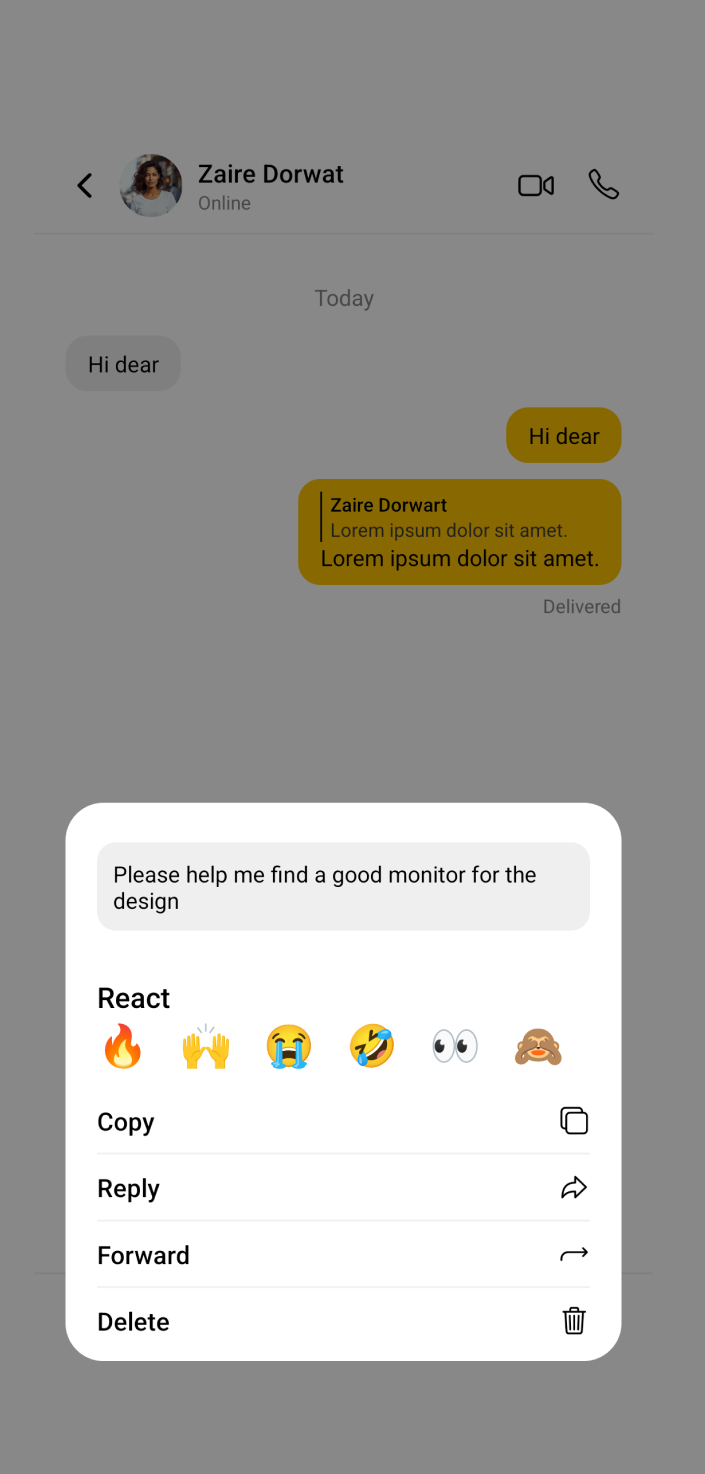 Zaire Dorwat
Online
Today
Hi dear
Hi dear
Zaire Dorwart
Lorem ipsum dolor sit amet.
Lorem ipsum dolor sit amet.
Delivered
Please help me find a good monitor for the
design
React
Copy
Reply
Forward
Delete